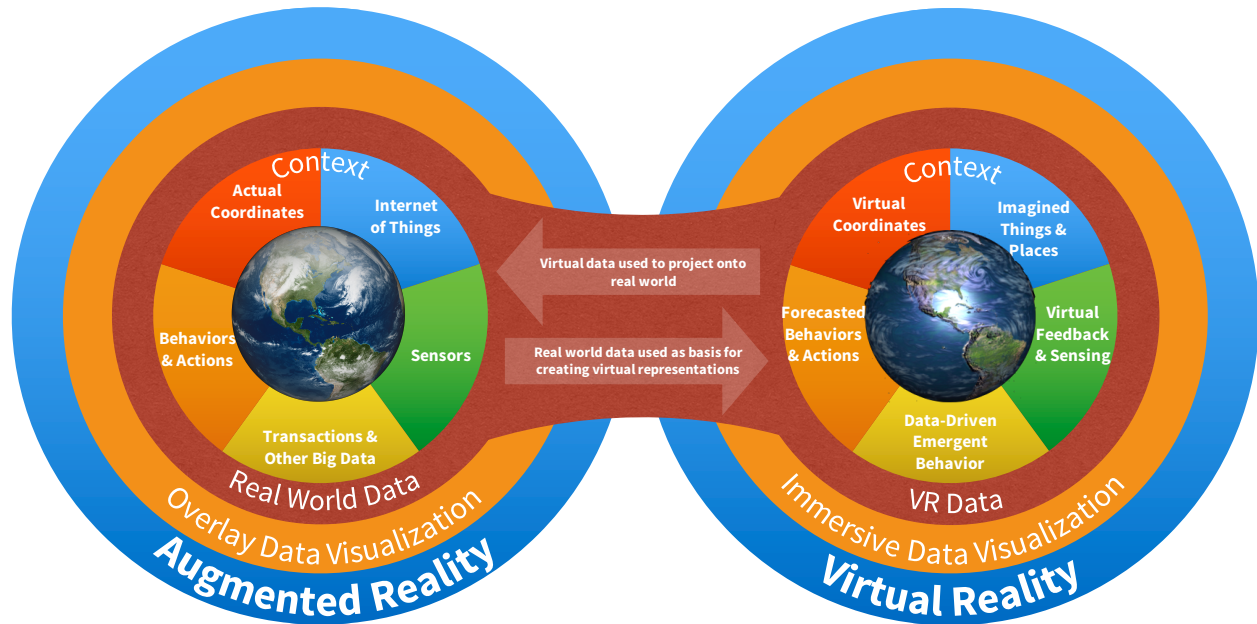 Context
Actual
Coordinates
Internet
of Things
Behaviors
& Actions
Sensors
Transactions &
Other Big Data
Real World Data
Overlay Data Visualization
Augmented Reality
Virtual data used to project onto
real world
Real world data used as basis for
creating virtual representations
Context
Virtual
Coordinates
Imagined
Things &
Places
Forecasted
Behaviors
& Actions
Virtual
Feedback
& Sensing
Data-Driven
Emergent
Behavior
VR Data
Immersive Data Visualization
Virtual Reality